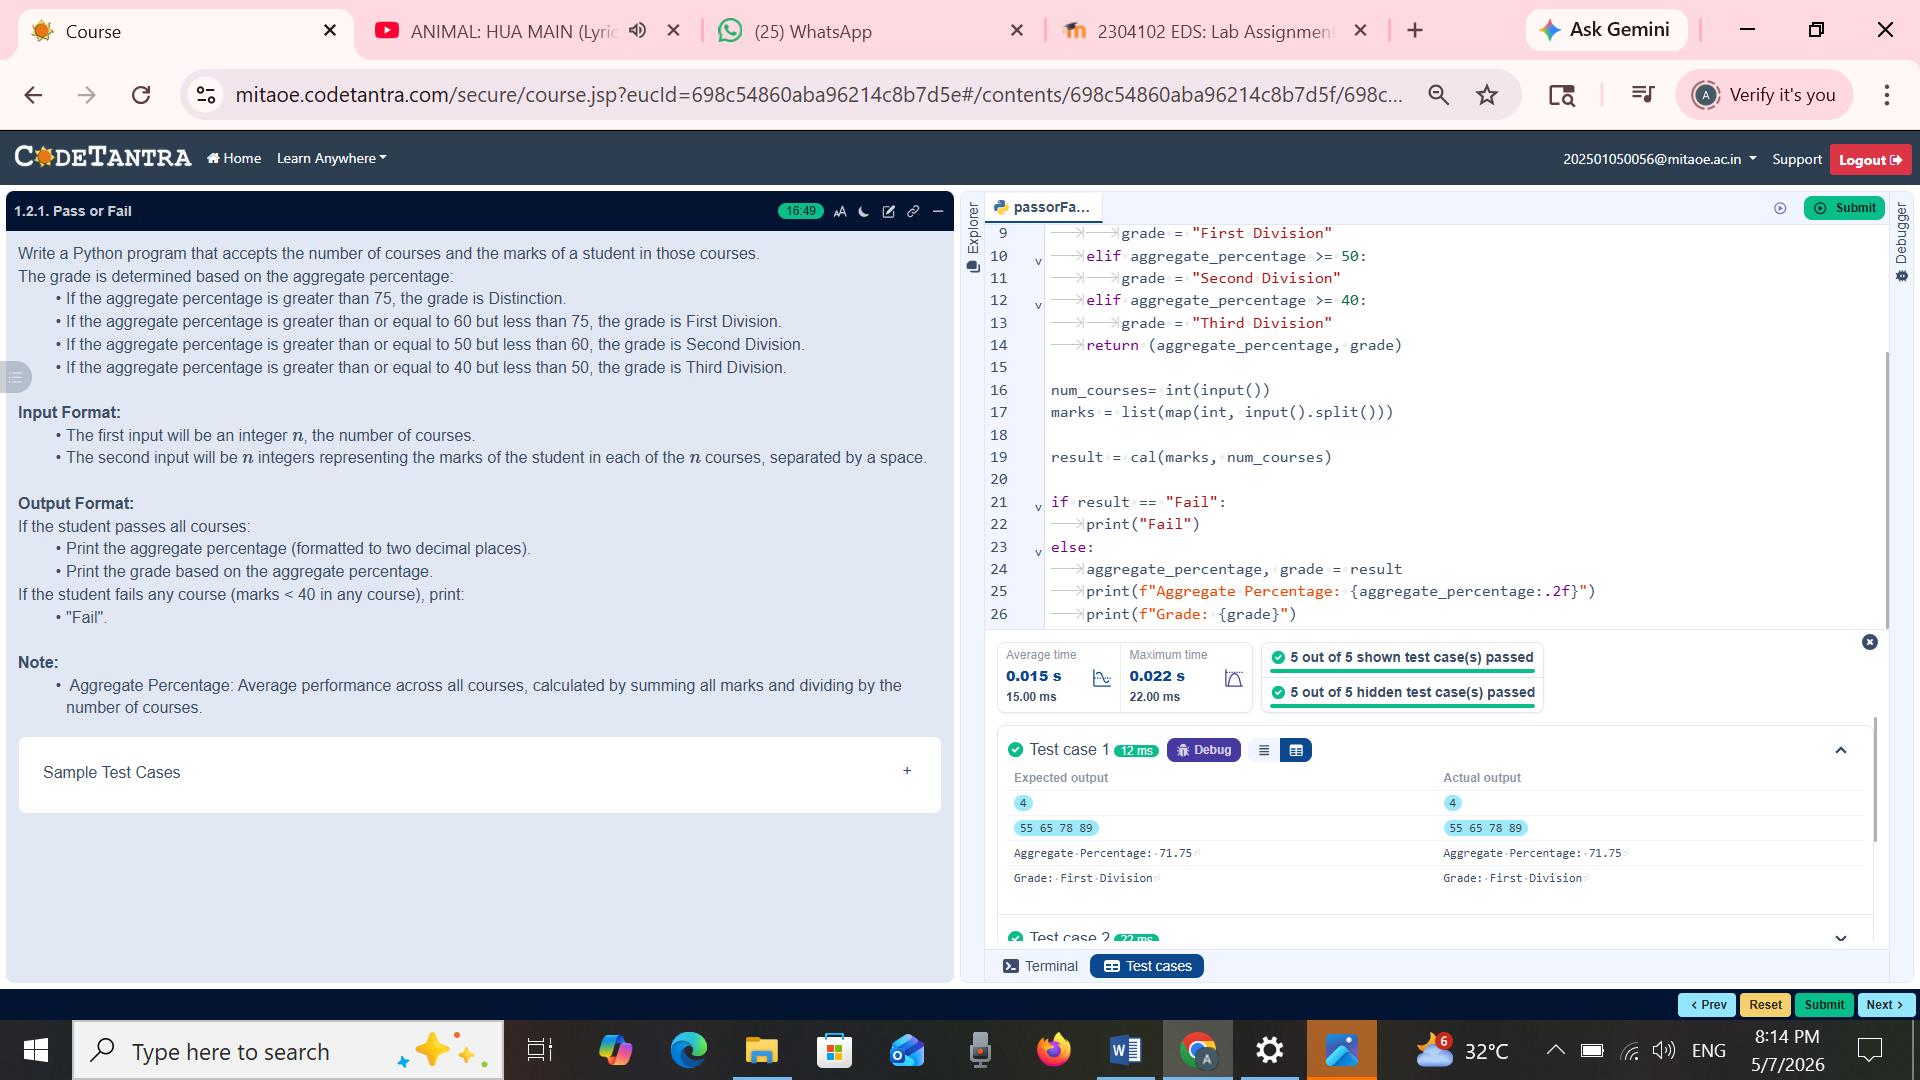 Course
ANIMAL: HUA MAIN (Lyric
(25) WhatsApp
2304102 EDS: Lab Assignment
Ask Gemini
mitaoe.codetantra.com/secure/course.jsp?eucId=698c54860aba96214c8b7d5e#/contents/698c54860aba96214c8b7d5f/698c...
A
Verify it's you
CODETANTRA
Home
Learn Anywhere
202501050056@mitaoe.ac.in
Support
Logout
1.2.1. Pass or Fail
16:49
AA
Write a Python program that accepts the number of courses and the marks of a student in those courses.
The grade is determined based on the aggregate percentage:
• If the aggregate percentage is greater than 75, the grade is Distinction.
• If the aggregate percentage is greater than or equal to 60 but less than 75, the grade is First Division.
• If the aggregate percentage is greater than or equal to 50 but less than 60, the grade is Second Division.
• If the aggregate percentage is greater than or equal to 40 but less than 50, the grade is Third Division.
Input Format:
• The first input will be an integer n, the number of courses.
• The second input will be n integers representing the marks of the student in each of the n courses, separated by a space.
Output Format:
If the student passes all courses:
• Print the aggregate percentage (formatted to two decimal places).
• Print the grade based on the aggregate percentage.
If the student fails any course (marks < 40 in any course), print:
• "Fail".
Note:
• Aggregate Percentage: Average performance across all courses, calculated by summing all marks and dividing by the
number of courses.
Sample Test Cases
+
Explorer
passorFa...
Submit
Debugger
9 grade = "First Division"
10 elif aggregate_percentage >= 50:
11 grade = "Second Division"
12 elif aggregate_percentage >= 40:
13 grade = "Third Division"
14 return (aggregate_percentage, grade)
15
16 num_courses= int(input())
17 marks = list(map(int, input().split()))
18
19 result = cal(marks, num_courses)
20
21 if result == "Fail":
22 print("Fail")
23 else:
24 aggregate_percentage, grade = result
25 print(f"Aggregate Percentage: {aggregate_percentage:.2f}")
26 print(f"Grade: {grade}")
Average time
0.015 s
15.00 ms
Maximum time
0.022 s
22.00 ms
5 out of 5 shown test case(s) passed
5 out of 5 hidden test case(s) passed
Test case 1
12 ms
Debug
Expected output
Actual output
4
4
55 65 78 89
55 65 78 89
Aggregate Percentage: 71.75
Aggregate Percentage: 71.75
Grade: First Division
Grade: First Division
Test case 2
22 ms
Terminal
Test cases
< Prev
Reset
Submit
Next >
Type here to search
6
32°C
ENG
8:14 PM
5/7/2026